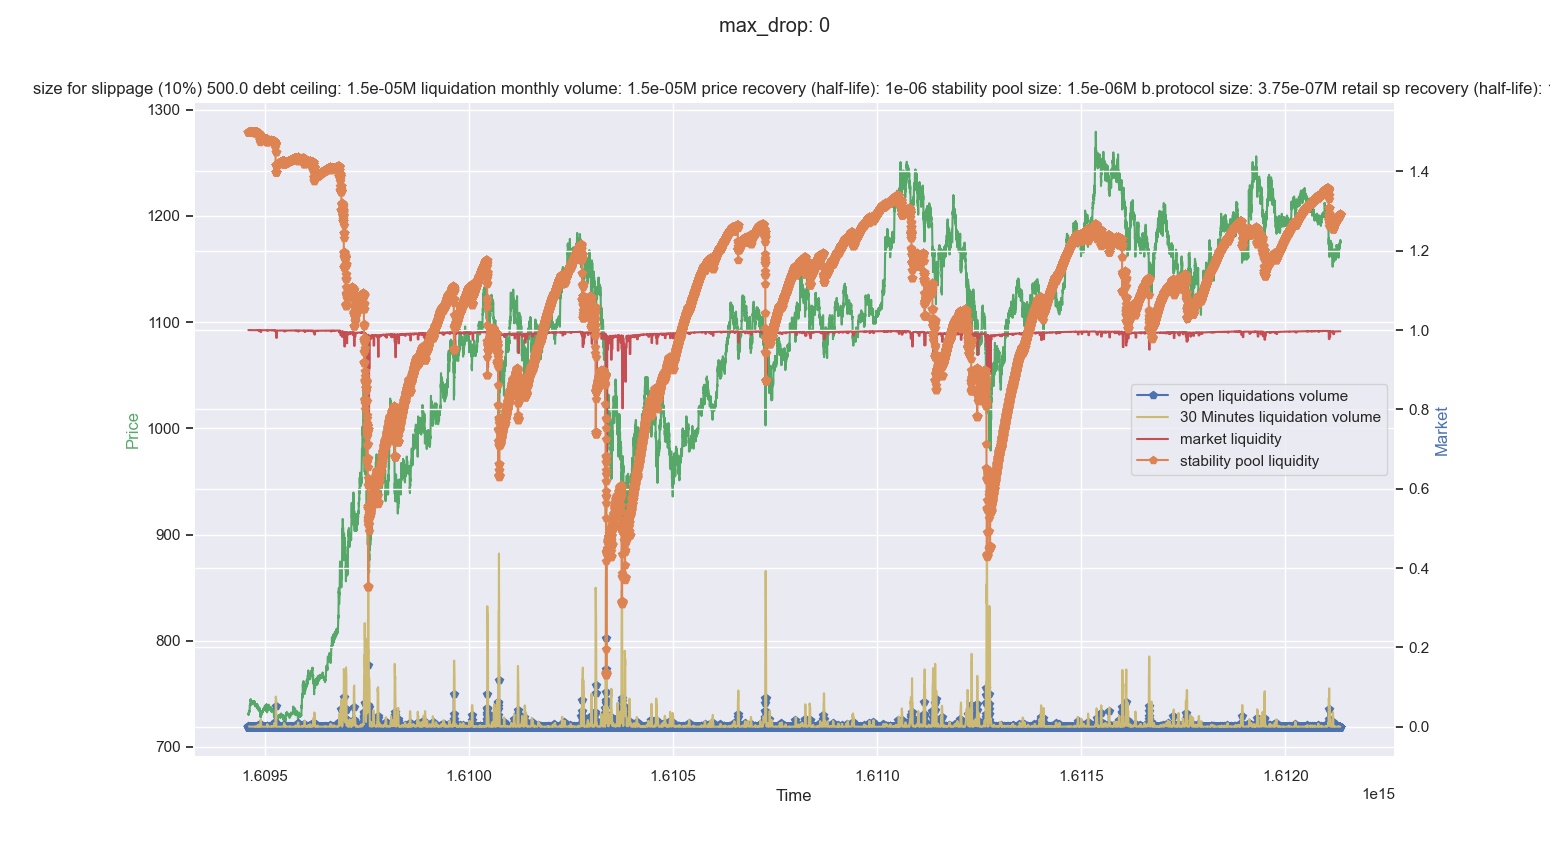 max_drop: 0
size for slippage (10%) 500.0 debt ceiling: 1.5e-05M liquidation monthly volume: 1.5e-05M price recovery (half-life): 1e-06 stability pool size: 1.5e-06M b.protocol size: 3.75e-07M retail sp recovery (half-life):
1300
1200
1100
1000
900
800
700
Price
1.4
1.2
1.0
0.8
0.6
0.4
0.2
0.0
Market
open liquidations volume
30 Minutes liquidation volume
market liquidity
stability pool liquidity
1.6095
1.6100
1.6105
1.6110
1.6115
1.6120
Time
1e15